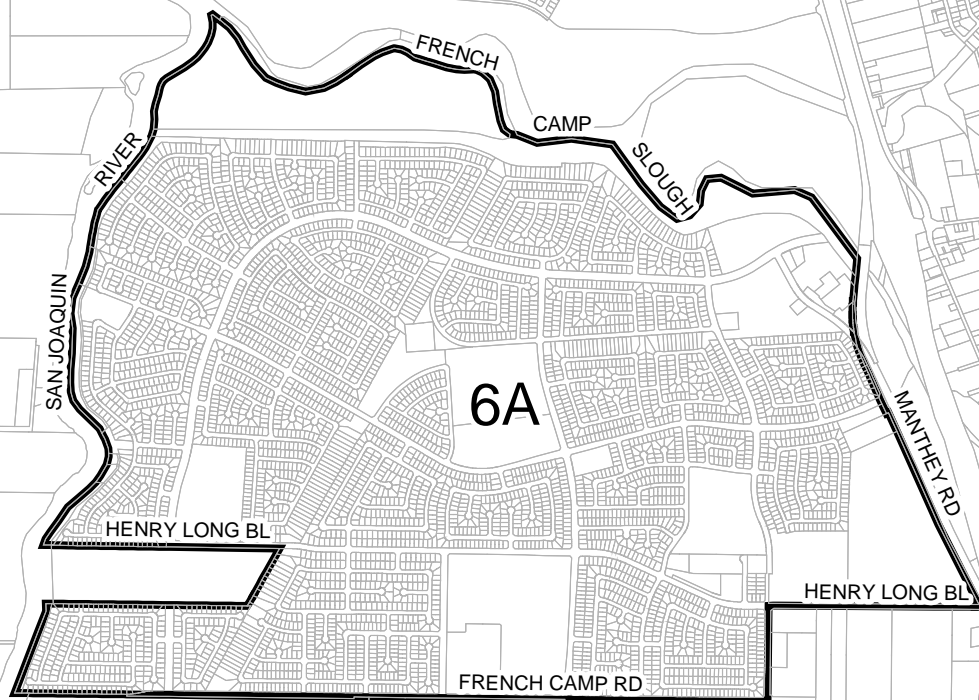 FRENCH
CAMP
SLOUGH
RIVER
SAN JOAQUIN
6A
MANTHEY RD
HENRY LONG BL
HENRY LONG BL
FRENCH CAMP RD